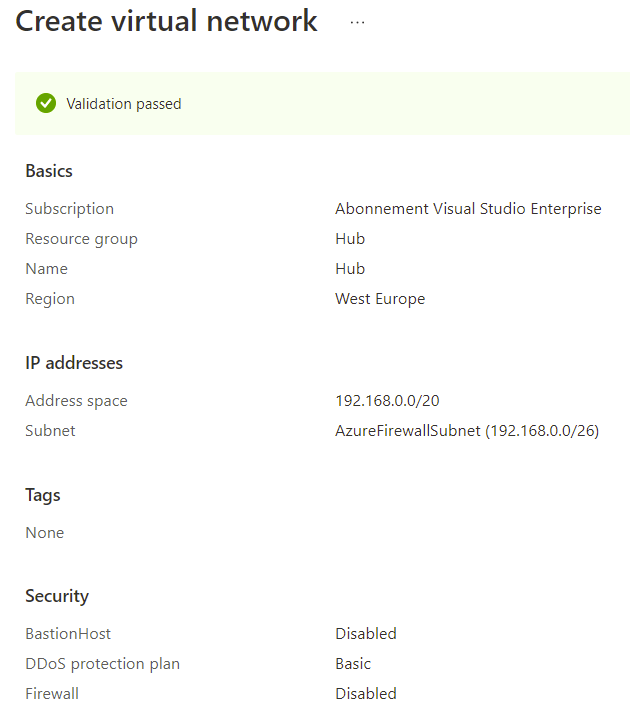 Create virtual network ...
Validation passed
Basics
Subscription Abonnement Visual Studio Enterprise
Resource group Hub
Name Hub
Region West Europe
IP addresses
Address space 192.168.0.0/20
Subnet AzureFirewallSubnet (192.168.0.0/26)
Tags
None
Security
BastionHost Disabled
DDoS protection plan Basic
Firewall Disabled